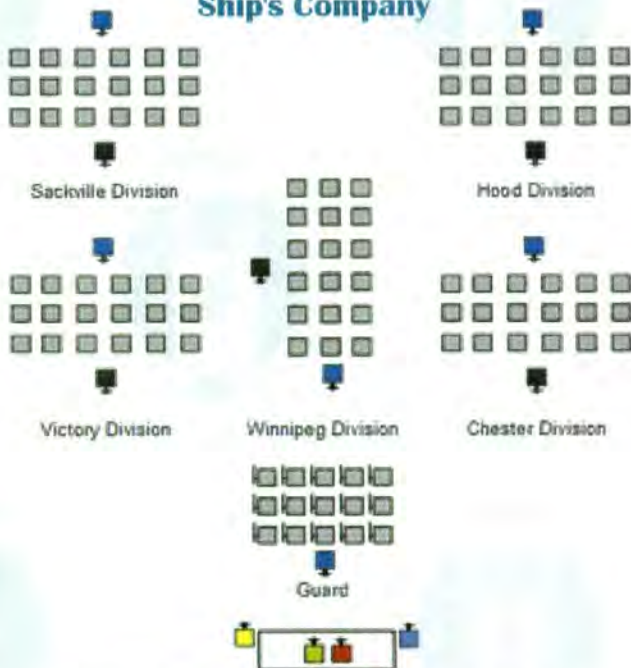 Ship's Company
Sackville Division
Hood Division
Victory Division
Winnipeg Division
Chester Division
Guard